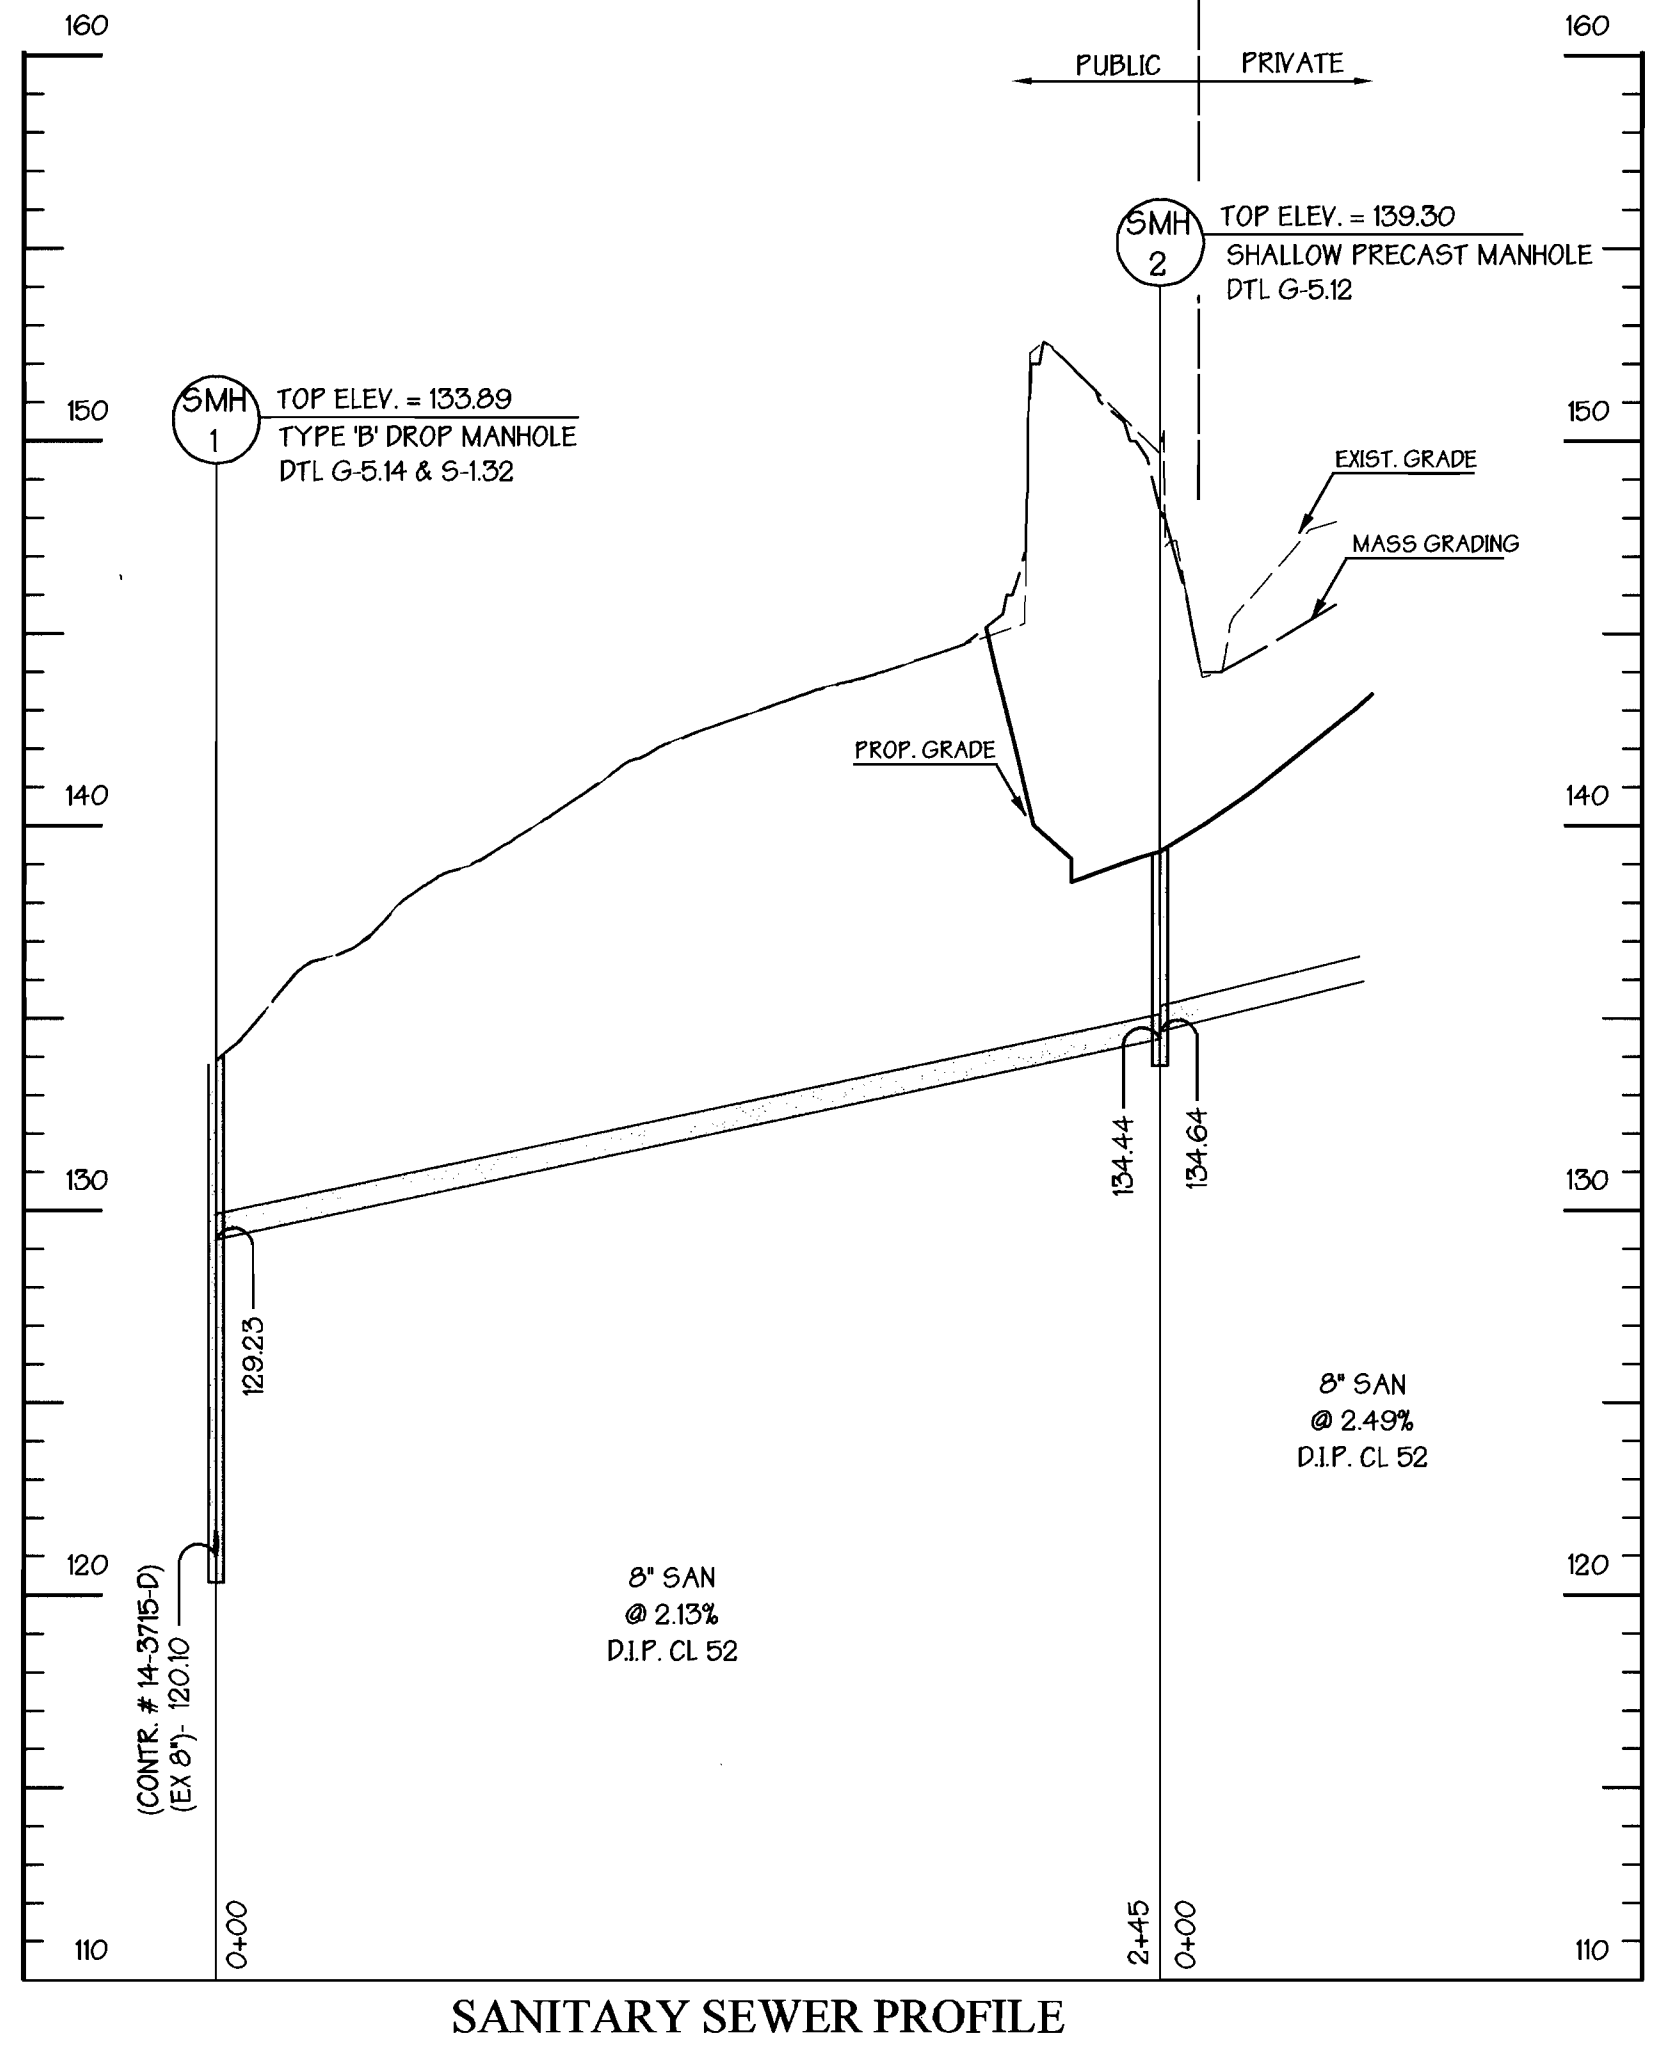 160
160
PUBLIC
PRIVATE
SMH
2
TOP ELEV. = 139.30
SHALLOW PRECAST MANHOLE
DTL G-5.12
SMH
1
TOP ELEV. = 133.89
TYPE 'B' DROP MANHOLE
DTL G-5.14 & S-1.32
150
150
EXIST. GRADE
MASS GRADING
PROP. GRADE
140
140
134.44
134.64
130
130
129.23
8" SAN
@ 2.49%
D.I.P. CL 52
120
120
8" SAN
@ 2.13%
D.I.P. CL 52
(CONTR. # 14-3715-D)
(EX 8")- 120.10
0+00
2+45
0+00
110
110
SANITARY SEWER PROFILE